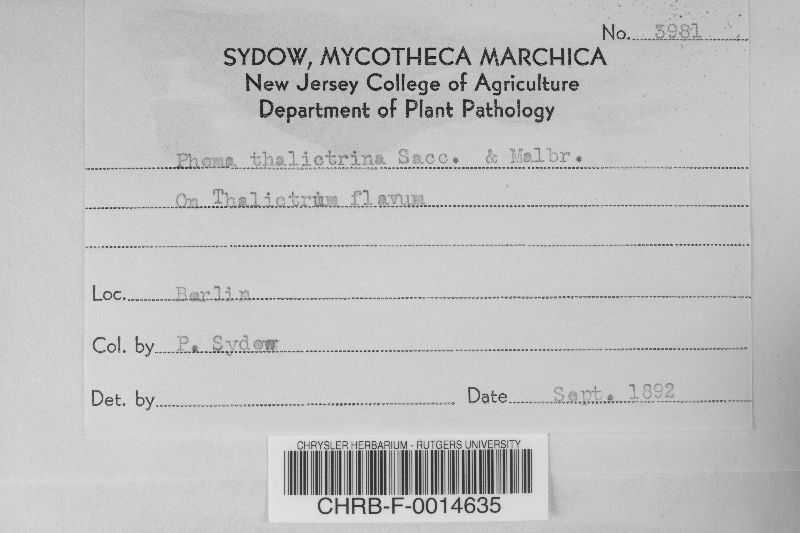 No. 3981
SYDOW, MYCOTHECA MARCHICA
New Jersey College of Agriculture
Department of Plant Pathology
Phoma thalictrina Sacc. & Malbr.
On Thalictrum flavum
Loc. Berlin
Col. by P. Sydow
Det. by Date Sept. 1892
CHRYSLER HERBARIUM - RUTGERS UNIVERSITY
CHRB-F-0014635